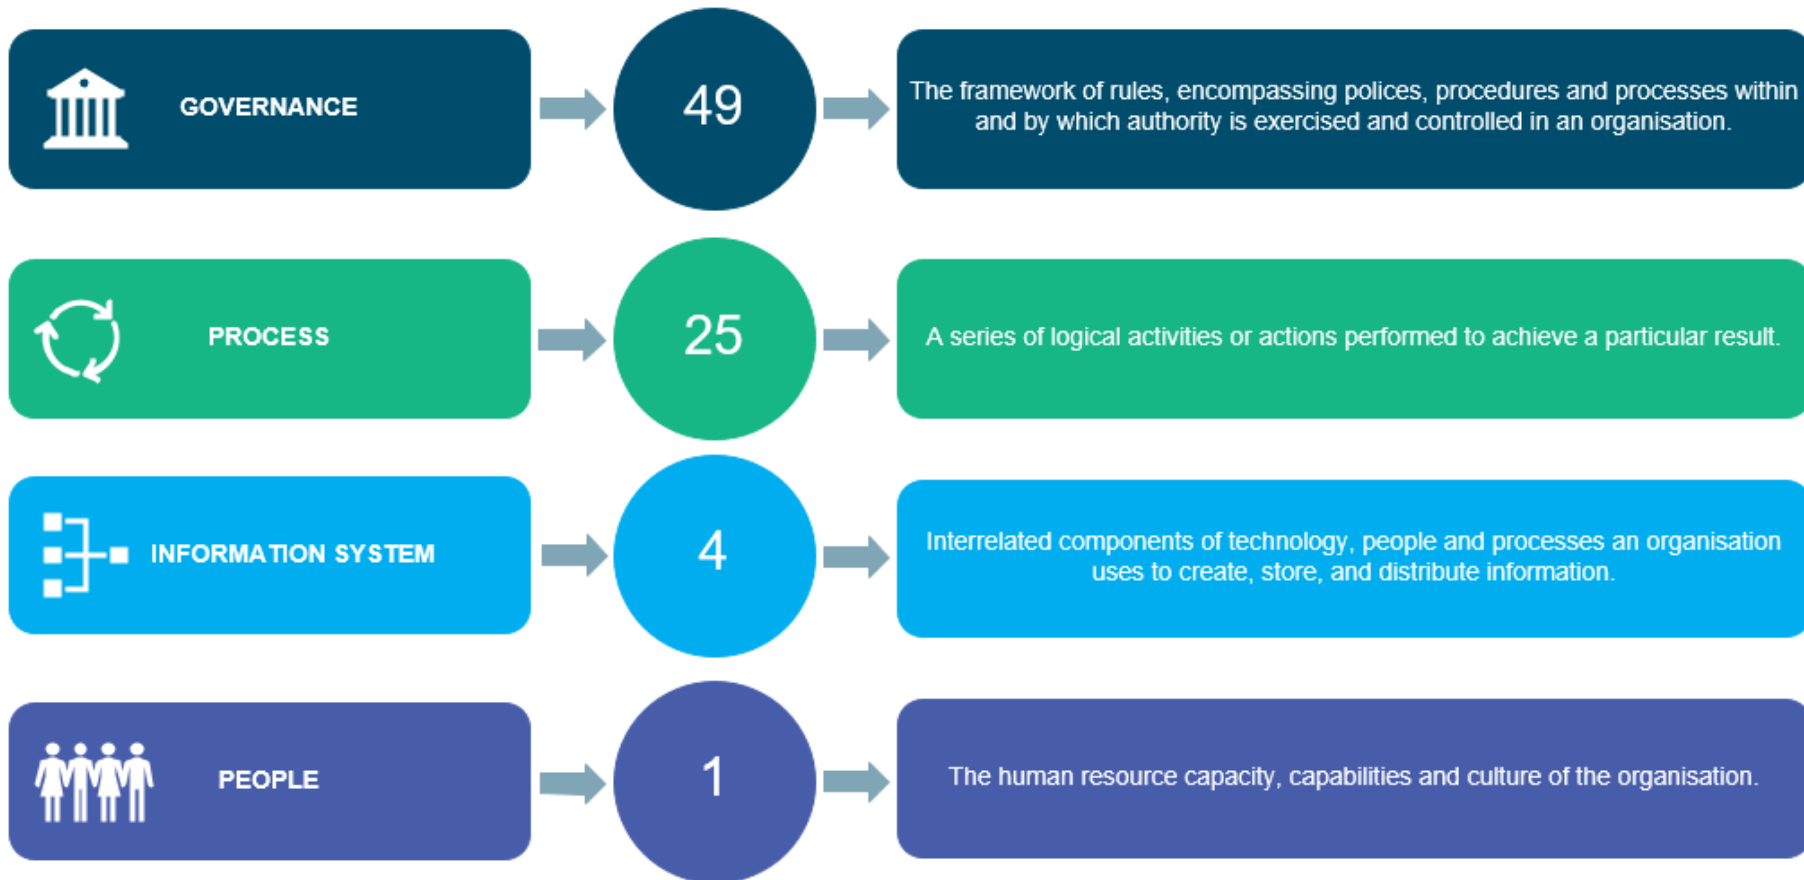 GOVERNANCE
49
The framework of rules, encompassing polices, procedures and processes within
and by which authority is exercised and controlled in an organisation.
PROCESS
25
A series of logical activities or actions performed to achieve a particular result.
INFORMATION SYSTEM
4
Interrelated components of technology, people and processes an organisation
uses to create, store, and distribute information.
PEOPLE
1
The human resource capacity, capabilities and culture of the organisation.